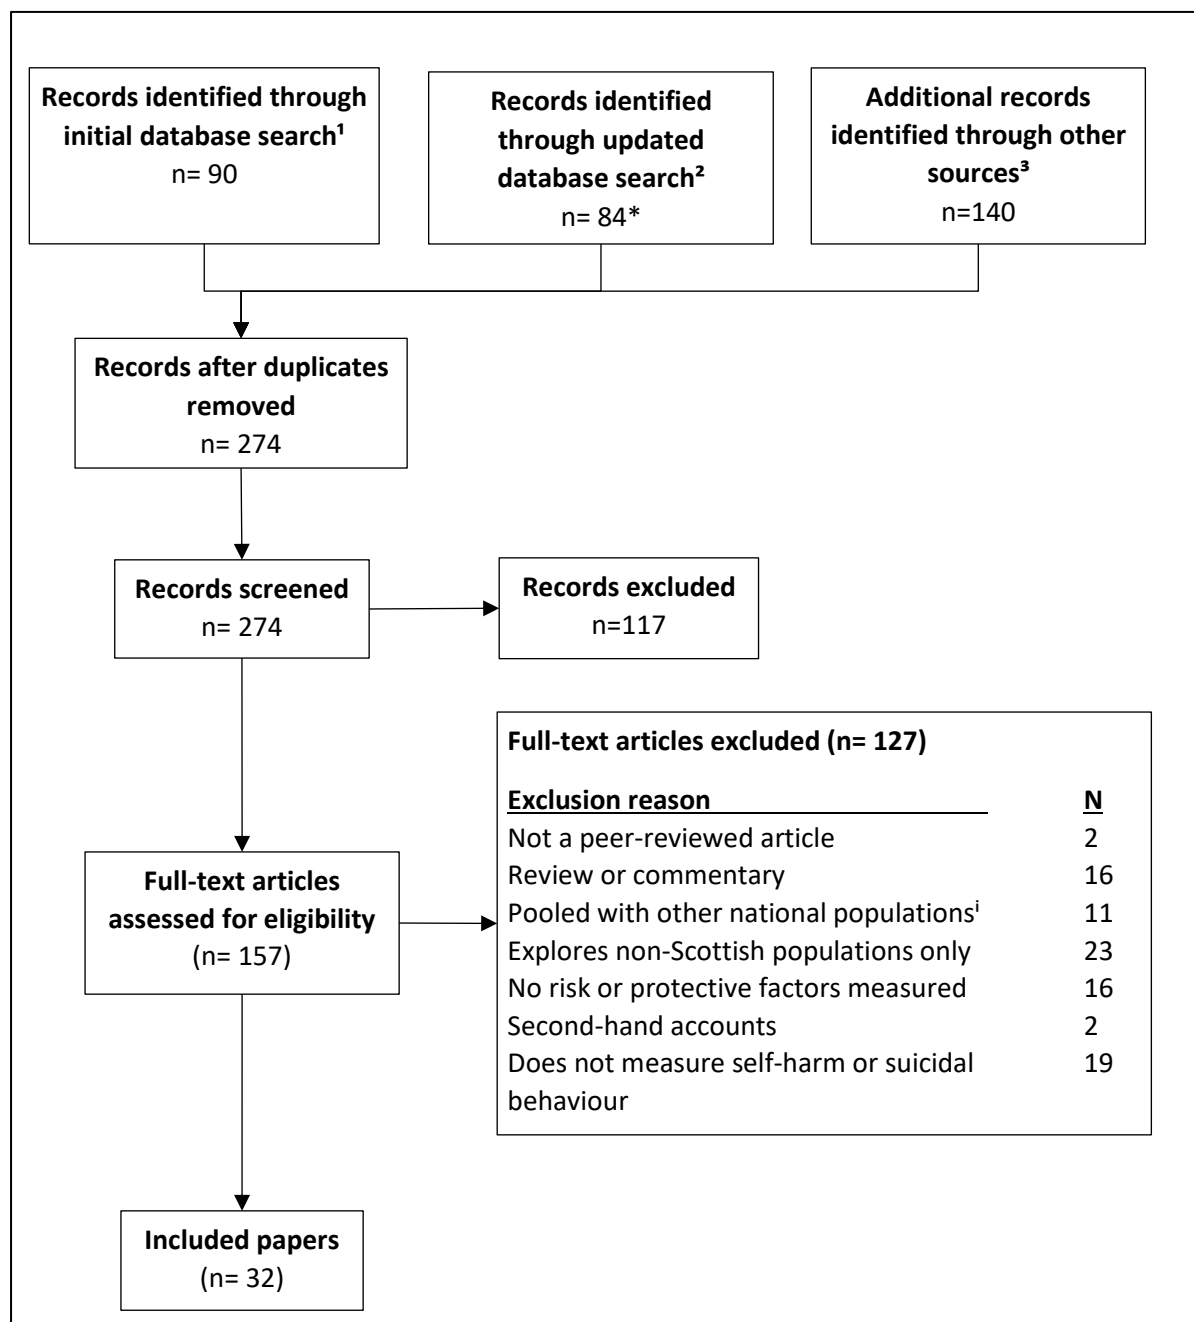 Records identified through
initial database search¹
n= 90
Records identified
through updated
database search²
n= 84*
Additional records
identified through other
sources³
n=140
Records after duplicates
removed
n= 274
Records screened
n= 274
Records excluded
n=117
Full-text articles
assessed for eligibility
(n= 157)
Full-text articles excluded (n= 127)
Exclusion reason N
Not a peer-reviewed article 2
Review or commentary 16
Pooled with other national populationsⁱ 11
Explores non-Scottish populations only 23
No risk or protective factors measured 16
Second-hand accounts 2
Does not measure self-harm or suicidal 19
behaviour
Included papers
(n= 32)